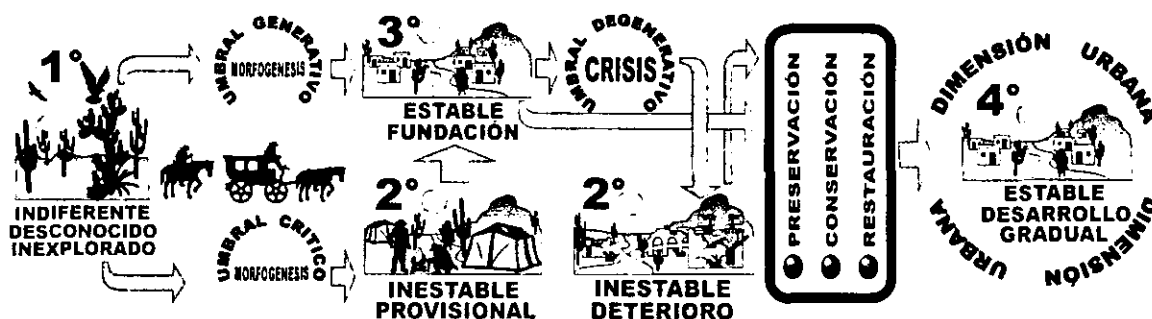 1°
INDIFERENTE
DESCONOCIDO
INEXPLORADO
UMBRAL GENERATIVO
MORFOGENESIS
UMBRAL CRITICO
MORFOGENESIS
3°
ESTABLE
FUNDACIÓN
2°
INESTABLE
PROVISIONAL
UMBRAL DEGENERATIVO
CRISIS
2°
INESTABLE
DETERIORO
PRESERVACIÓN
CONSERVACIÓN
RESTAURACIÓN
DIMENSIÓN URBANA
4°
ESTABLE
DESARROLLO
GRADUAL
DIMENSIÓN URBANA